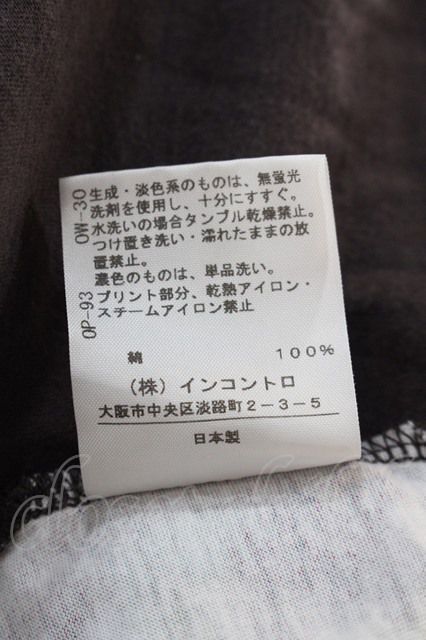 OW-30
生成・淡色系のものは、無蛍光
洗剤を使用し、十分にすすぐ。
水洗いの場合タンブル乾燥禁止。
つけ置き洗い・濡れたままの放
置禁止。
濃色のものは、単品洗い。
OP-93
プリント部分、乾熱アイロン・
スチームアイロン禁止
綿 100%
(株)インコントロ
大阪市中央区淡路町2-3-5
日本製